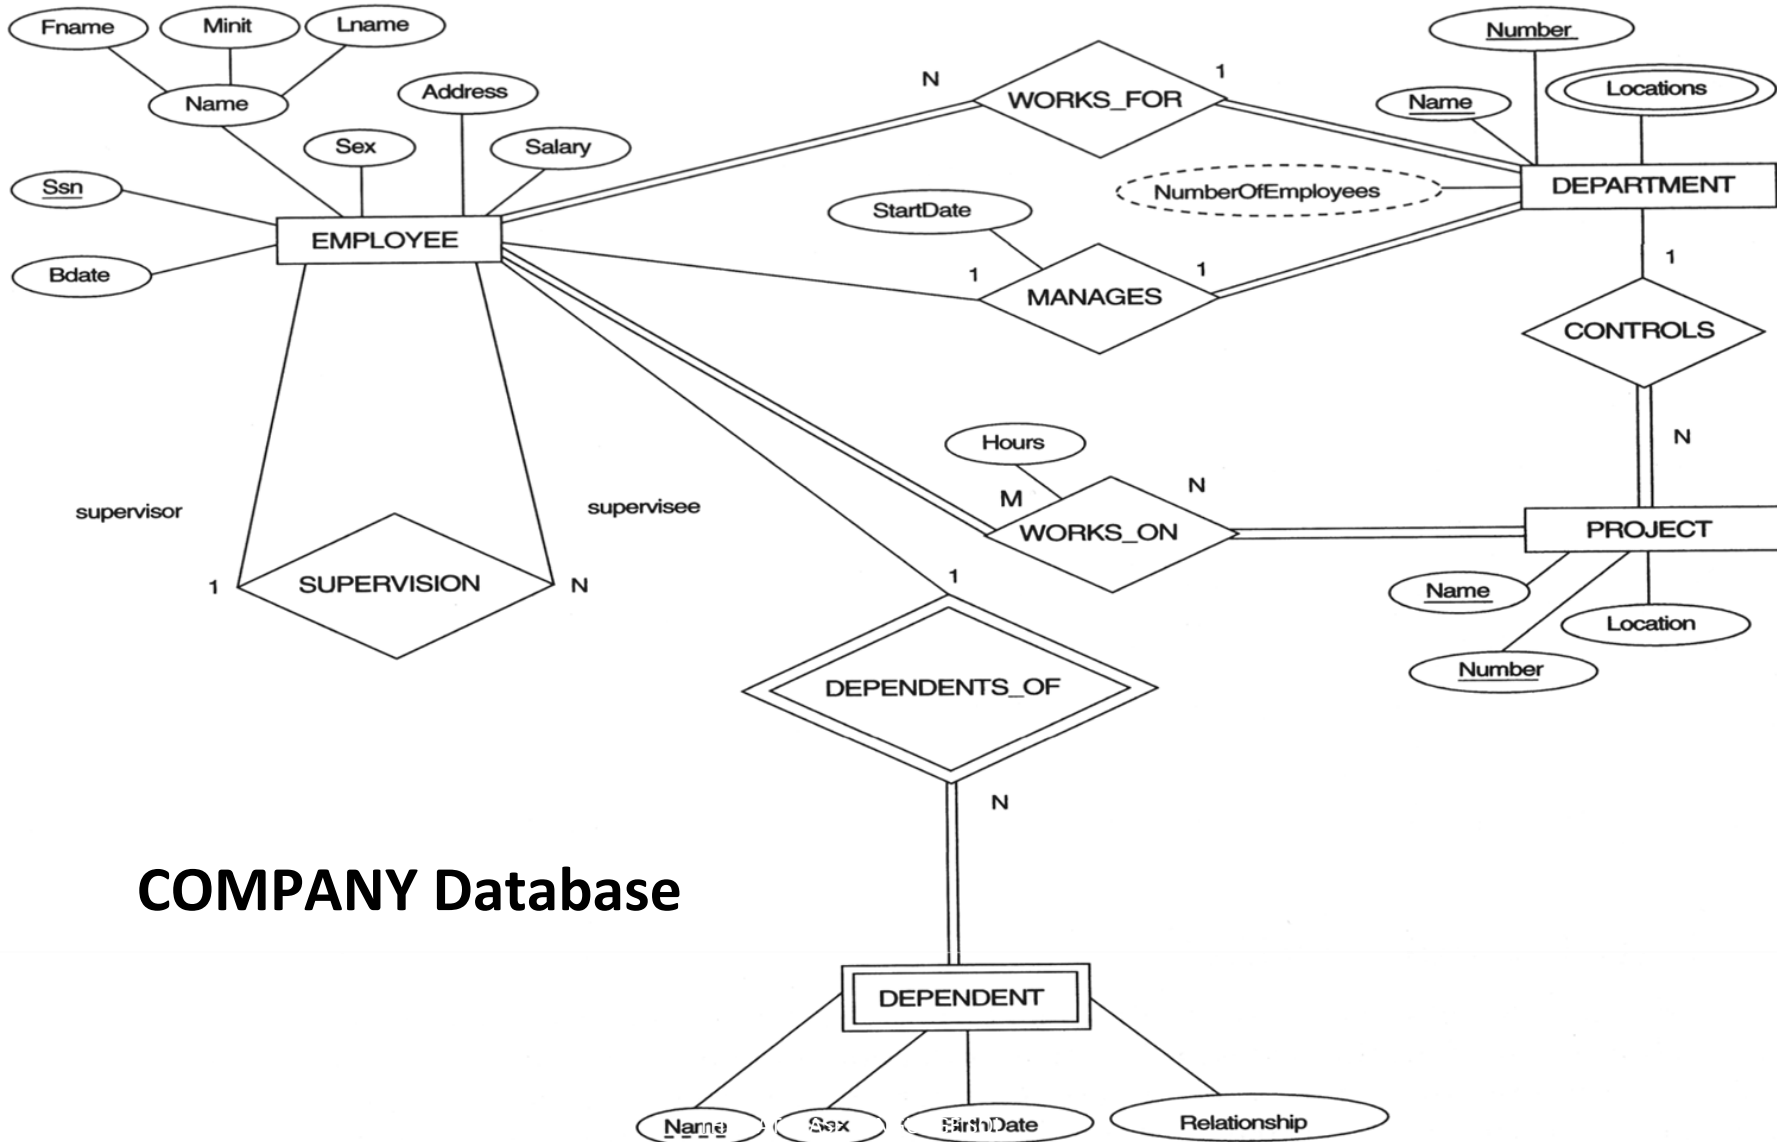 Fname
Minit
Lname
Number
Name
Address
N
WORKS_FOR
1
Name
Locations
Sex
Salary
Ssn
StartDate
NumberOfEmployees
DEPARTMENT
EMPLOYEE
Bdate
1
MANAGES
1
1
CONTROLS
Hours
N
M
N
supervisor
supervisee
WORKS_ON
PROJECT
1
SUPERVISION
N
1
Name
Location
Number
DEPENDENTS_OF
N
COMPANY Database
DEPENDENT
Name
Sex
BirthDate
Relationship